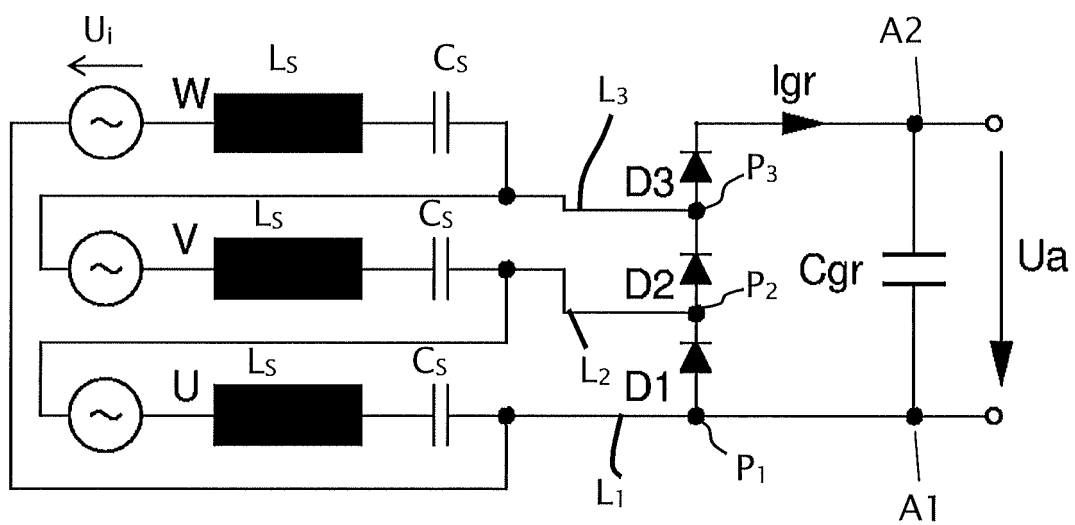 Ui
W
LS
CS
L3
Igr
A2
D3
P3
V
LS
CS
D2
P2
Cgr
Ua
L2
U
LS
CS
D1
L1
P1
A1